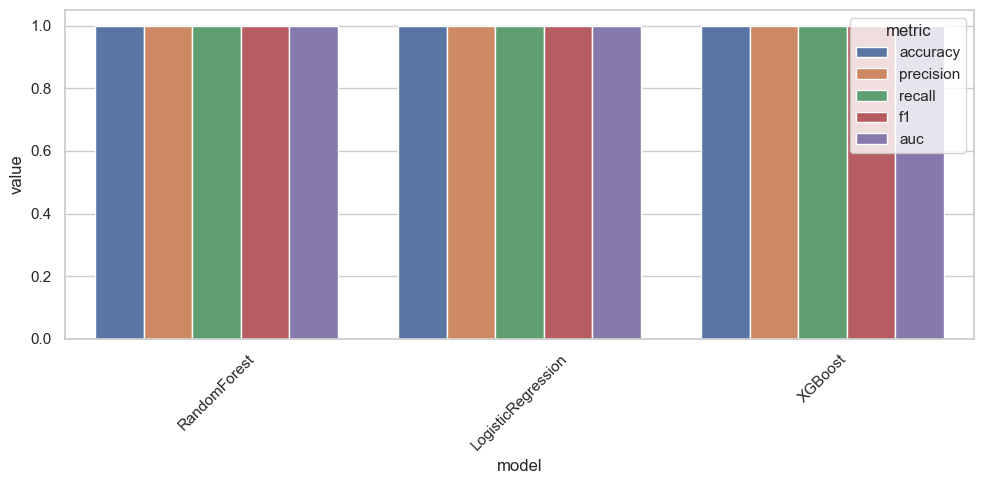 metric
accuracy
precision
recall
f1
auc
value
1.0
0.8
0.6
0.4
0.2
0.0
RandomForest
LogisticRegression
XGBoost
model